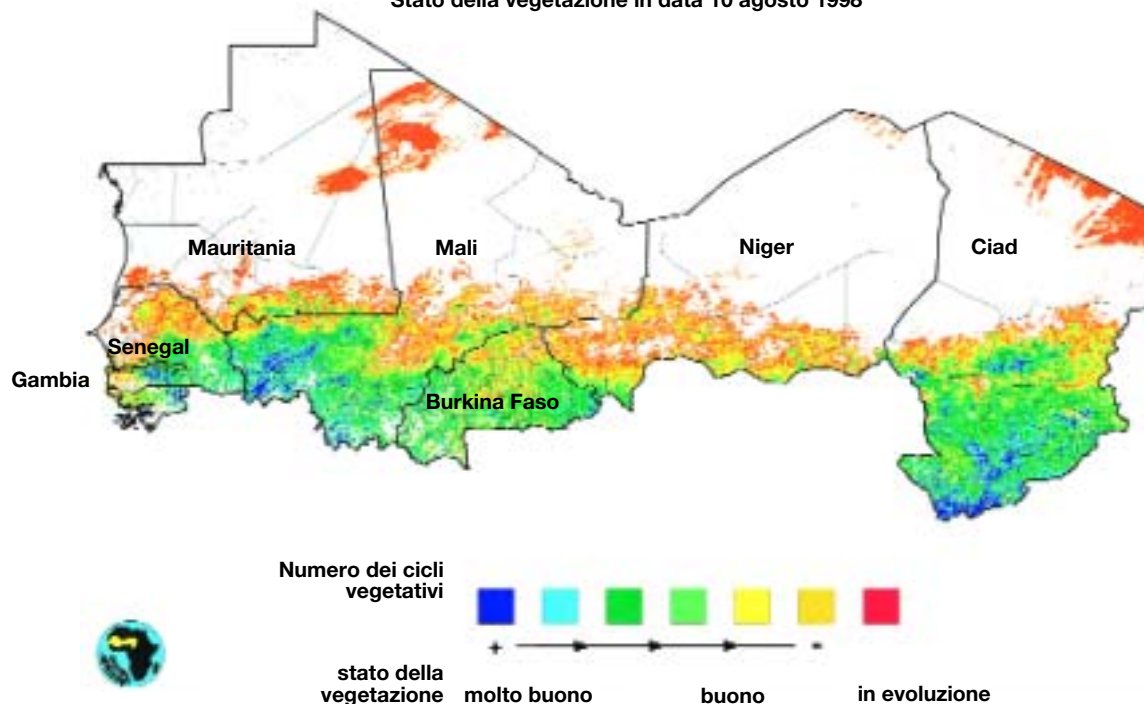 Stato della vegetazione in data 10 agosto 1998
Mauritania
Mali
Niger
Ciad
Senegal
Gambia
Burkina Faso
Numero dei cicli
vegetativi
+ -
stato della
vegetazione molto buono buono in evoluzione